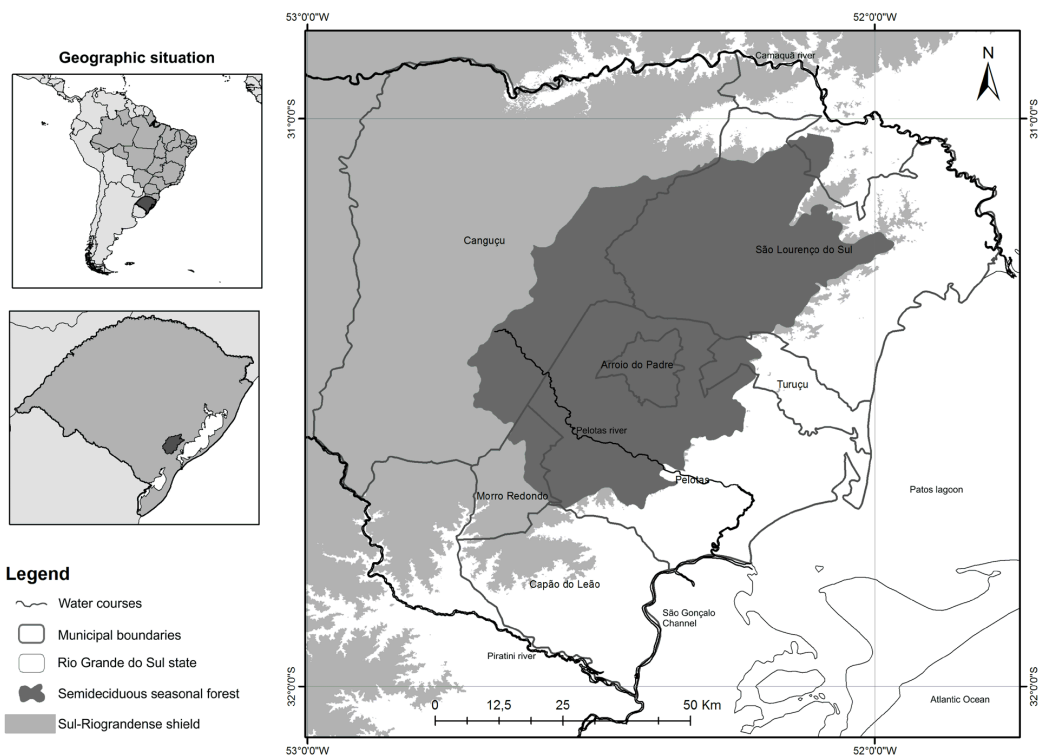 Geographic situation
53°0'0"W
52°0'0"W
N
Camaquã river
31°0'0"S
31°0'0"S
Canguçu
São Lourenço do Sul
Arroio do Padre
Turuçu
Pelotas river
Pelotas
Morro Redondo
Patos lagoon
Capão do Leão
São Gonçalo
Channel
Piratini river
Atlantic Ocean
32°0'0"S
32°0'0"S
0 12,5 25 50 Km
53°0'0"W
52°0'0"W
Legend
Water courses
Municipal boundaries
Rio Grande do Sul state
Semideciduous seasonal forest
Sul-Riograndense shield